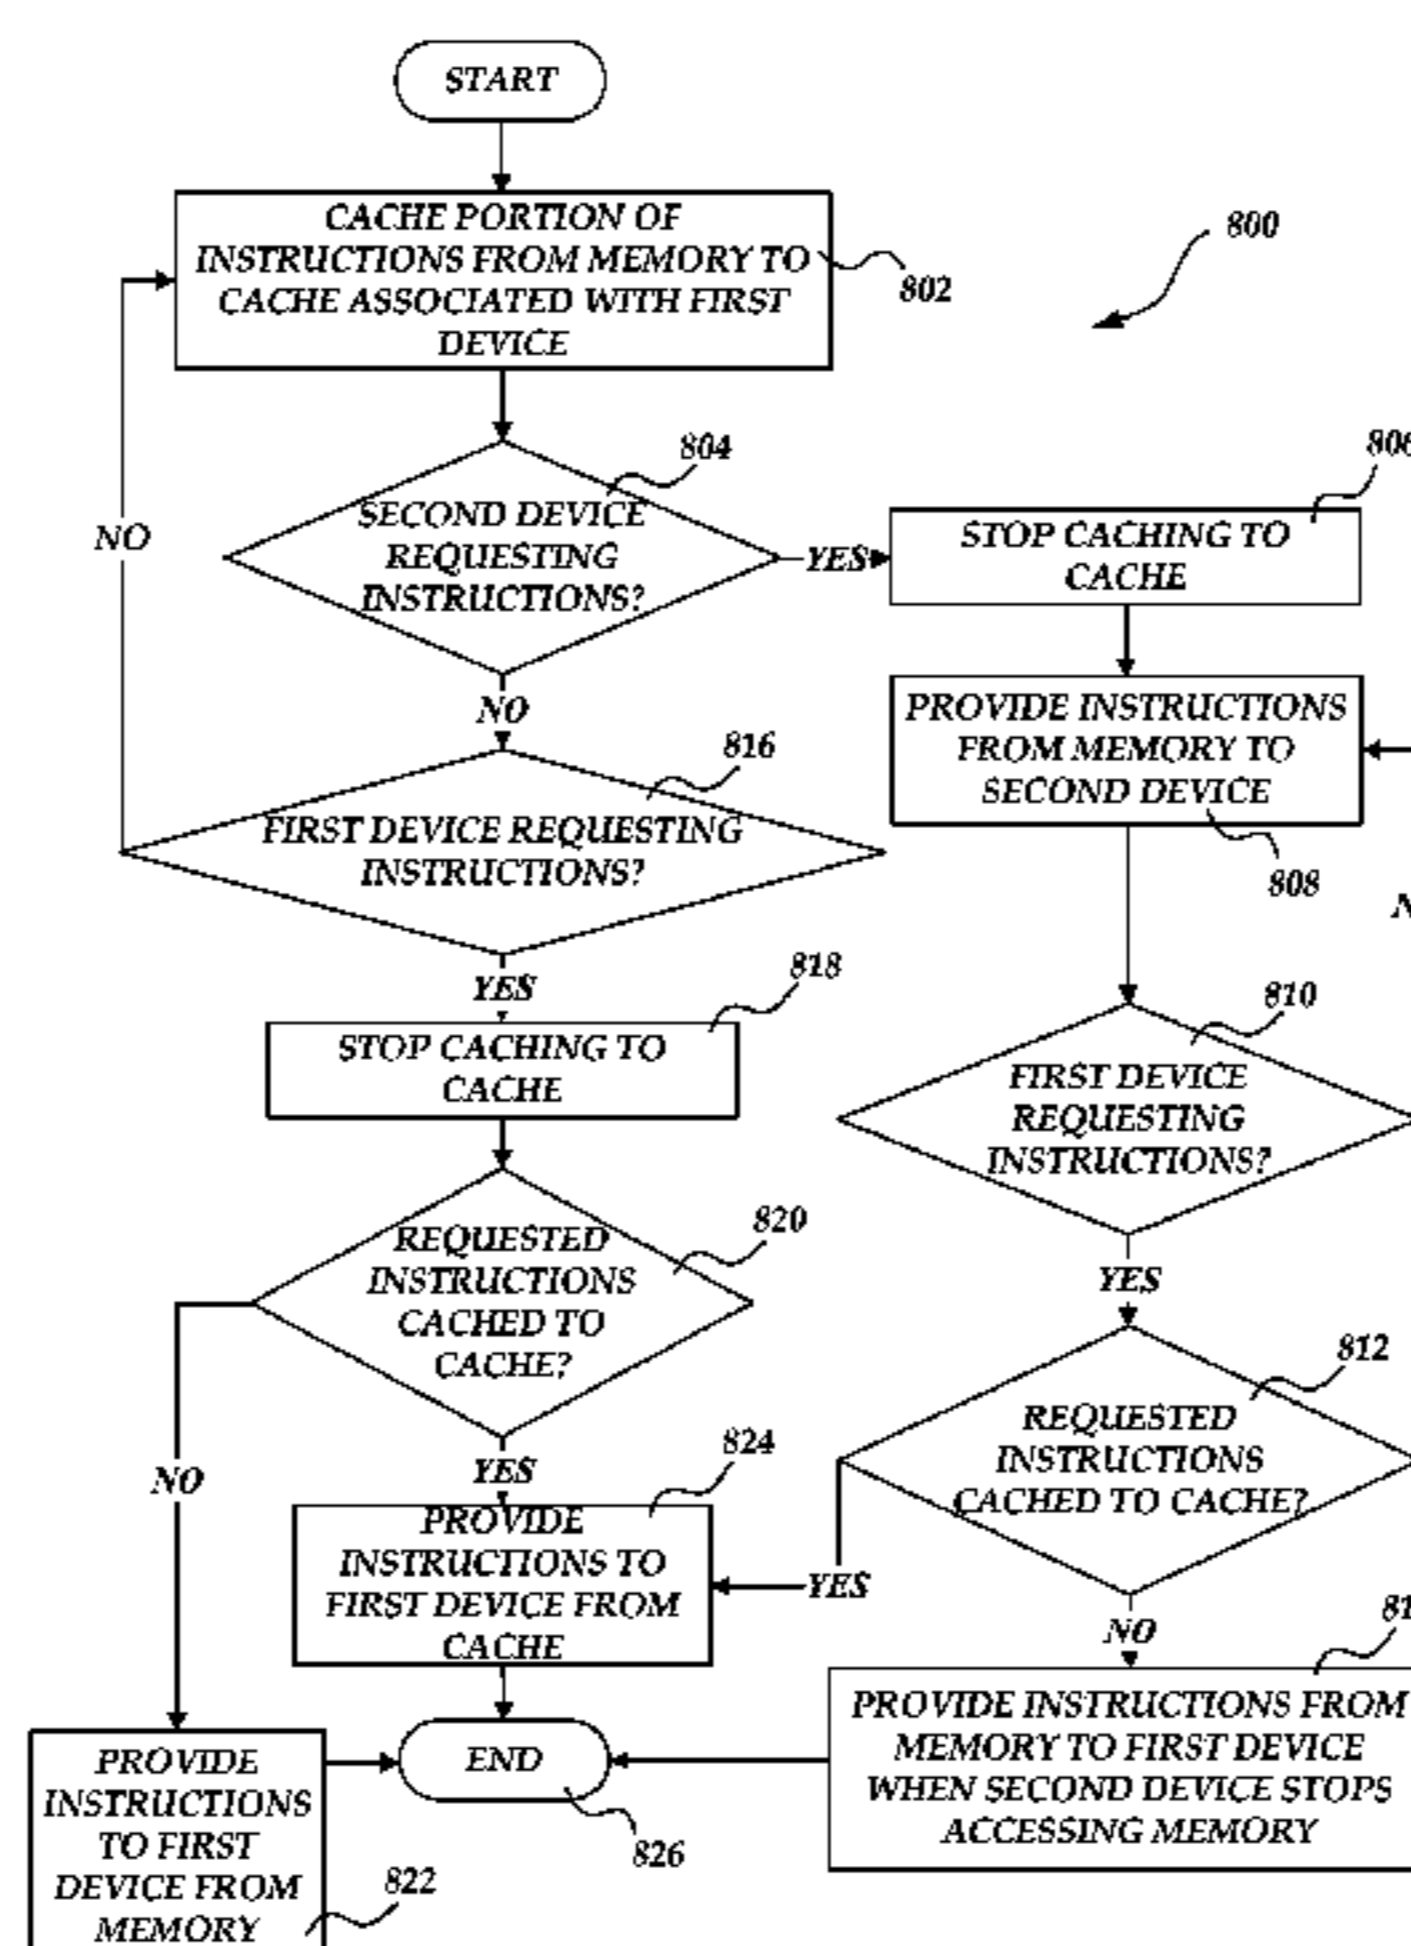 START
CACHE PORTION OF
INSTRUCTIONS FROM MEMORY TO
CACHE ASSOCIATED WITH FIRST
DEVICE
802
800
804
SECOND DEVICE
REQUESTING
INSTRUCTIONS?
NO
YES
STOP CACHING TO
CACHE
NO
816
FIRST DEVICE REQUESTING
INSTRUCTIONS?
PROVIDE INSTRUCTIONS
FROM MEMORY TO
SECOND DEVICE
808
YES
818
STOP CACHING TO
CACHE
810
FIRST DEVICE
REQUESTING
INSTRUCTIONS?
YES
820
REQUESTED
INSTRUCTIONS
CACHED TO
CACHE?
NO
YES
812
REQUESTED
INSTRUCTIONS
CACHED TO CACHE?
YES
NO
824
PROVIDE
INSTRUCTIONS TO
FIRST DEVICE FROM
CACHE
PROVIDE INSTRUCTIONS FROM
MEMORY TO FIRST DEVICE
WHEN SECOND DEVICE STOPS
ACCESSING MEMORY
END
826
PROVIDE
INSTRUCTIONS
TO FIRST
DEVICE FROM
MEMORY
822